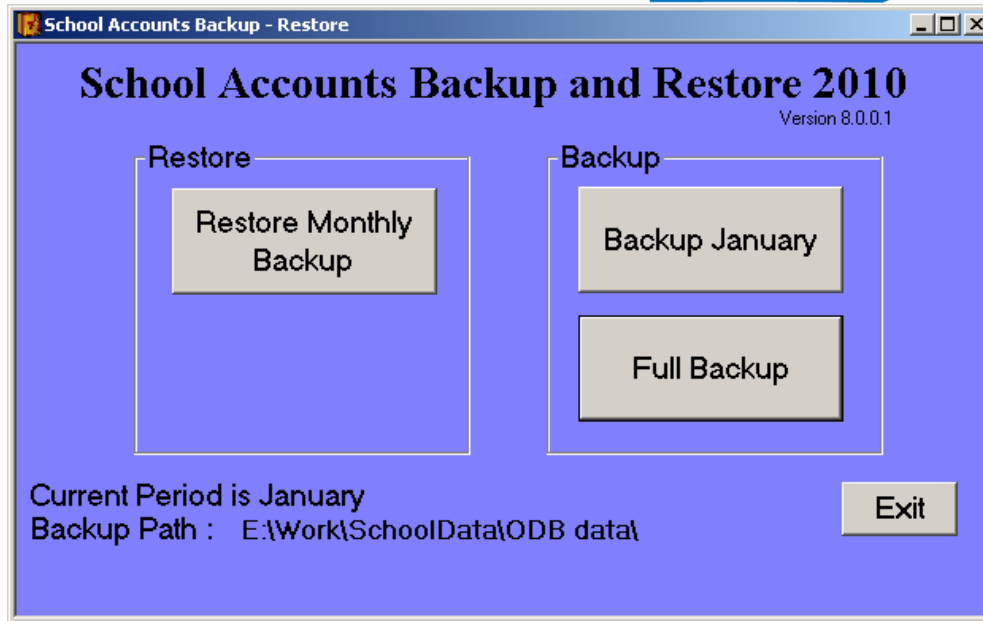 School Accounts Backup - Restore
School Accounts Backup and Restore 2010
Version 8.0.0.1
Restore
Restore Monthly
Backup
Backup
Backup January
Full Backup
Current Period is January
Backup Path : E:\Work\SchoolData\ODB data\
Exit